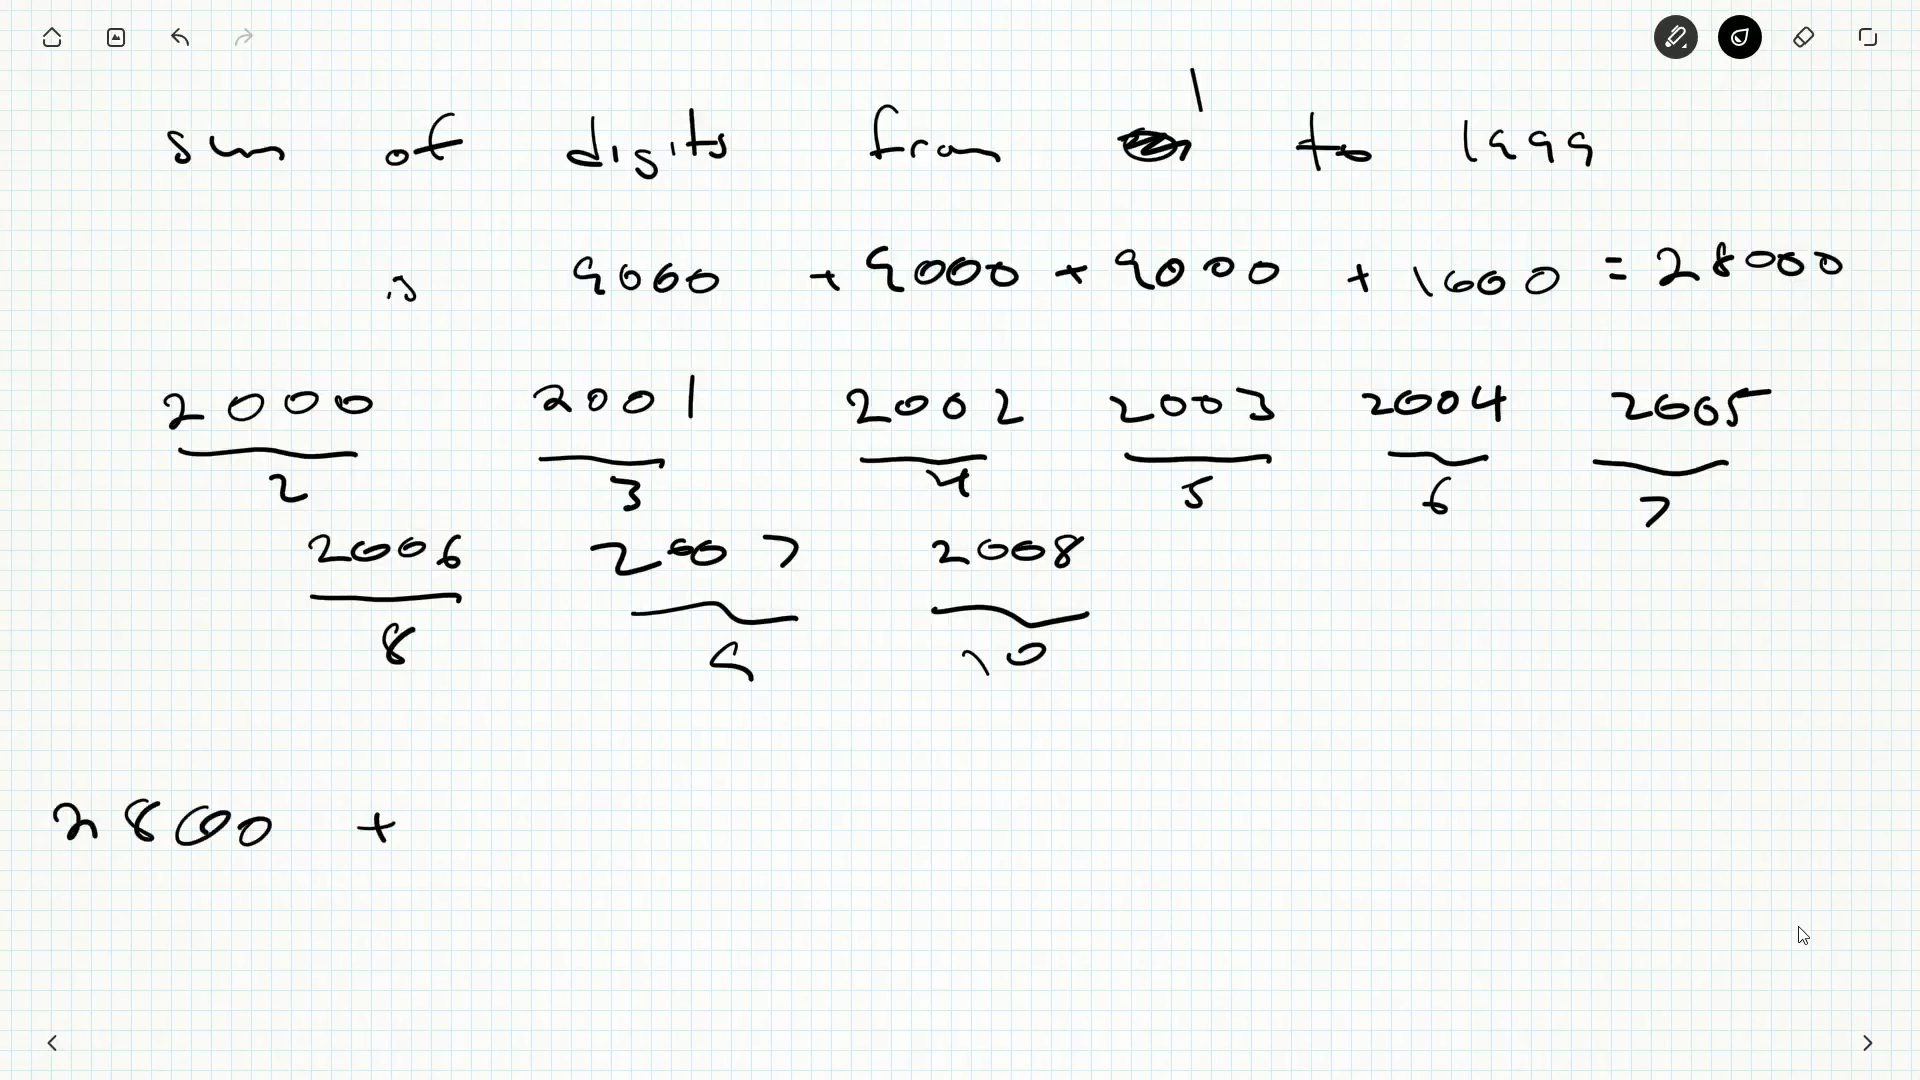 sum of digits from 1 to 1999
is 9000 + 9000 + 9000 + 1000 = 28000
2000 2001 2002 2003 2004 2005
2 3 4 5 6 7
2006 2007 2008
8 9 10
28000 +